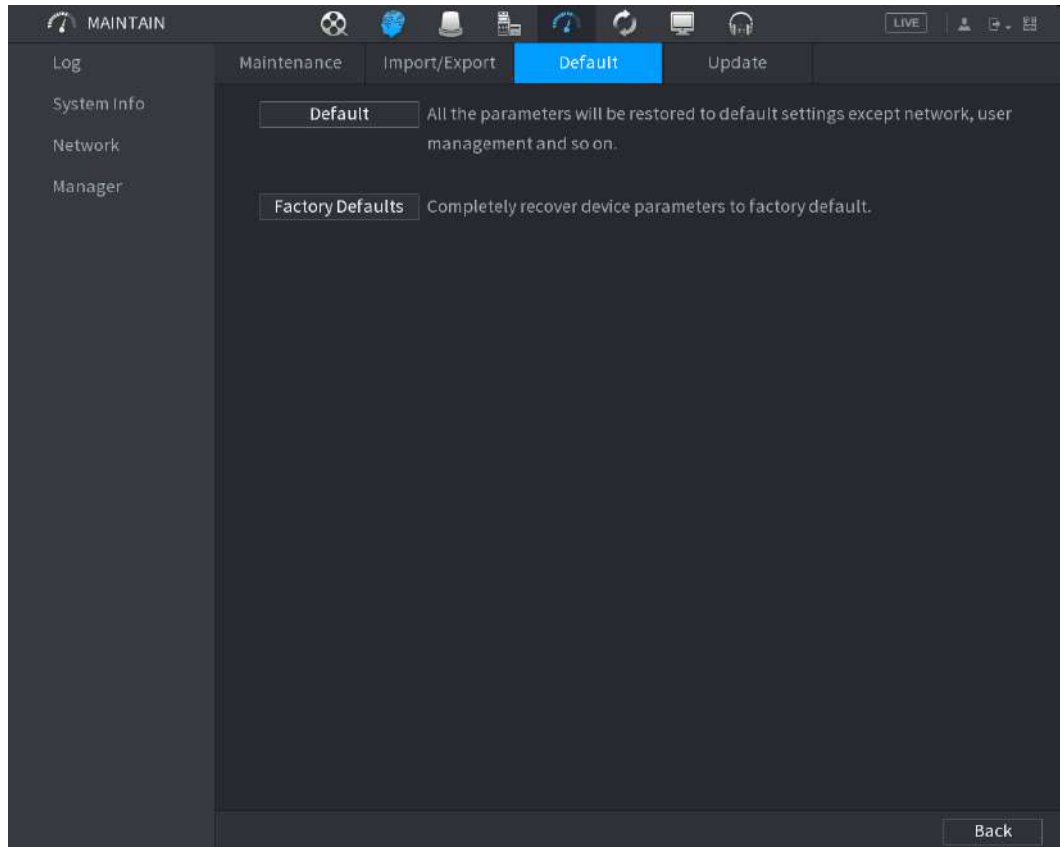 MAINTAIN
LIVE
Log
System Info
Network
Manager
Maintenance Import/Export Default Update
Default All the parameters will be restored to default settings except network, user
management and so on.
Factory Defaults Completely recover device parameters to factory default.
Back